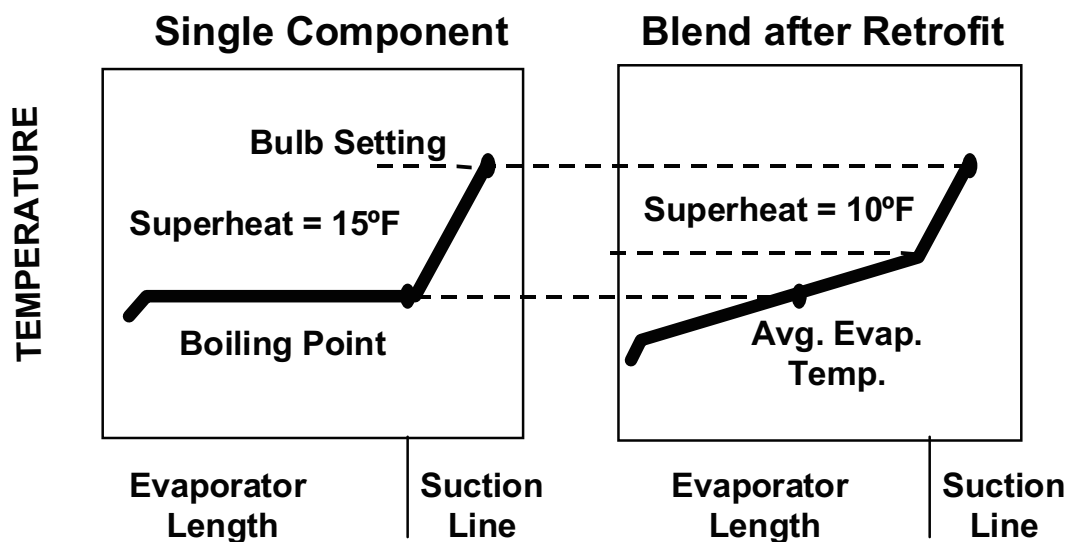 Single Component
Blend after Retrofit
TEMPERATURE
Bulb Setting
Superheat = 15ºF
Boiling Point
Superheat = 10ºF
Avg. Evap.
Temp.
Evaporator
Length
Suction
Line
Evaporator
Length
Suction
Line